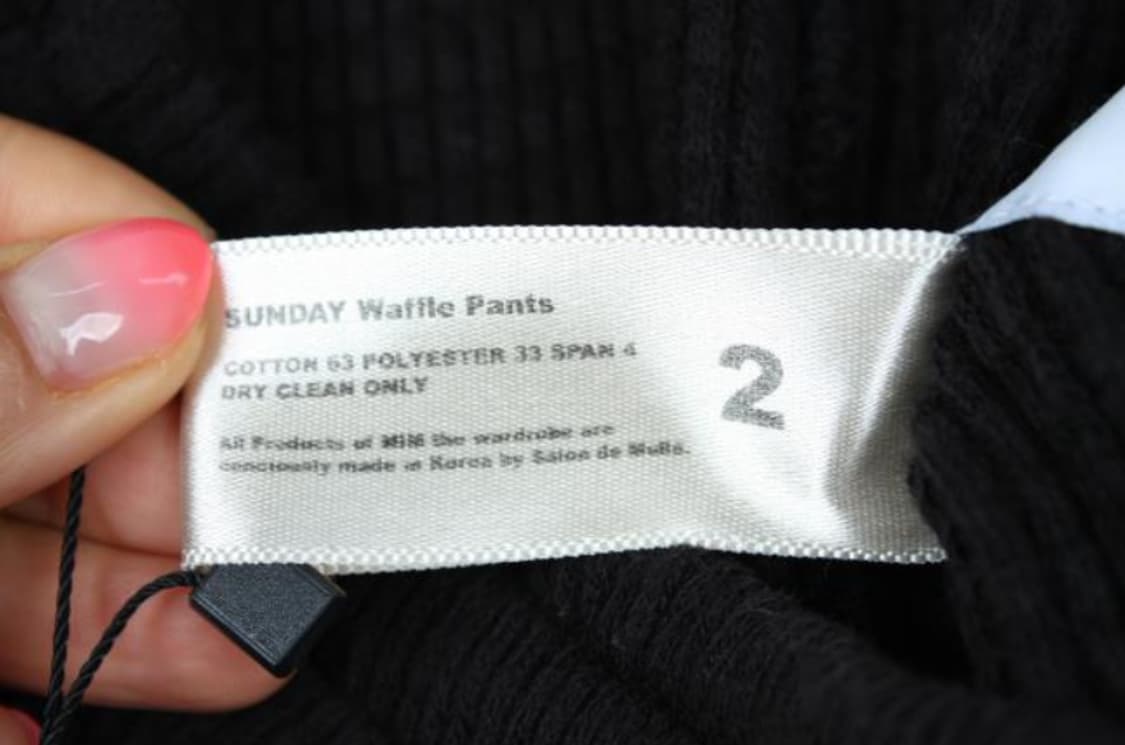 SUNDAY Waffle Pants
COTTON 63 POLYESTER 33 SPAN 4
DRY CLEAN ONLY
2
All Products of the wardrobe are
conciously made in Korea by Salon de